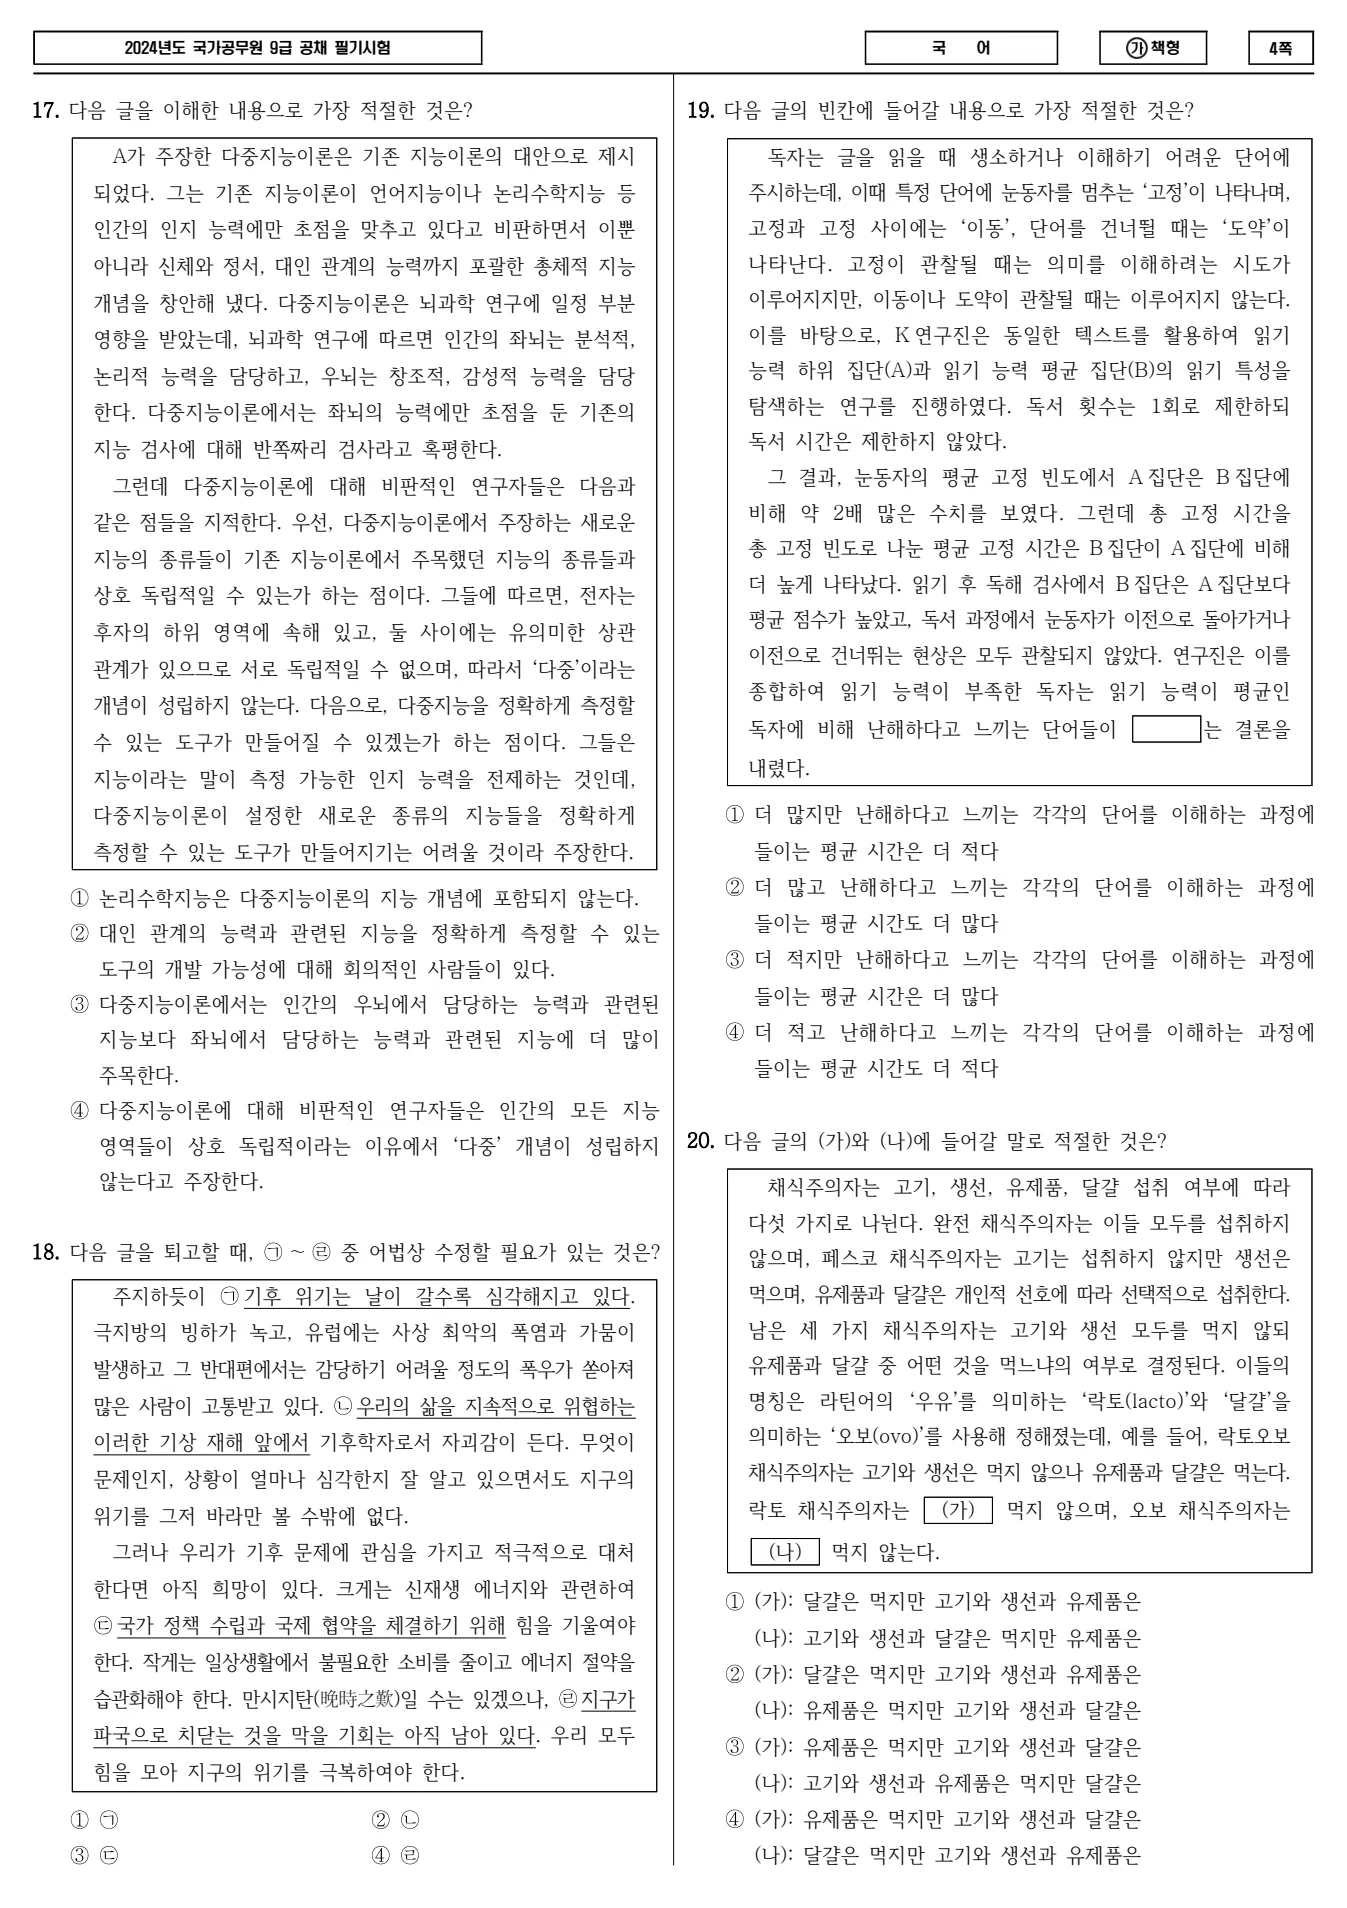 2024년도 국가공무원 9급 공채 필기시험
국 어
㉮ 책형
4쪽
17. 다음 글을 이해한 내용으로 가장 적절한 것은?
A가 주장한 다중지능이론은 기존 지능이론의 대안으로 제시
되었다. 그는 기존 지능이론이 언어지능이나 논리수학지능 등
인간의 인지 능력에만 초점을 맞추고 있다고 비판하면서 이뿐
아니라 신체와 정서, 대인 관계의 능력까지 포괄한 총체적 지능
개념을 창안해 냈다. 다중지능이론은 뇌과학 연구에 일정 부분
영향을 받았는데, 뇌과학 연구에 따르면 인간의 좌뇌는 분석적,
논리적 능력을 담당하고, 우뇌는 창조적, 감성적 능력을 담당
한다. 다중지능이론에서는 좌뇌의 능력에만 초점을 둔 기존의
지능 검사에 대해 반쪽짜리 검사라고 혹평한다.
그런데 다중지능이론에 대해 비판적인 연구자들은 다음과
같은 점들을 지적한다. 우선, 다중지능이론에서 주장하는 새로운
지능의 종류들이 기존 지능이론에서 주목했던 지능의 종류들과
상호 독립적일 수 있는가 하는 점이다. 그들에 따르면, 전자는
후자의 하위 영역에 속해 있고, 둘 사이에는 유의미한 상관
관계가 있으므로 서로 독립적일 수 없으며, 따라서 ‘다중’이라는
개념이 성립하지 않는다. 다음으로, 다중지능을 정확하게 측정할
수 있는 도구가 만들어질 수 있겠는가 하는 점이다. 그들은
지능이라는 말이 측정 가능한 인지 능력을 전제하는 것인데,
다중지능이론이 설정한 새로운 종류의 지능들을 정확하게
측정할 수 있는 도구가 만들어지기는 어려울 것이라 주장한다.
① 논리수학지능은 다중지능이론의 지능 개념에 포함되지 않는다.
② 대인 관계의 능력과 관련된 지능을 정확하게 측정할 수 있는
도구의 개발 가능성에 대해 회의적인 사람들이 있다.
③ 다중지능이론에서는 인간의 우뇌에서 담당하는 능력과 관련된
지능보다 좌뇌에서 담당하는 능력과 관련된 지능에 더 많이
주목한다.
④ 다중지능이론에 대해 비판적인 연구자들은 인간의 모든 지능
영역들이 상호 독립적이라는 이유에서 ‘다중’ 개념이 성립하지
않는다고 주장한다.
18. 다음 글을 퇴고할 때, ㉠ ~ ㉣ 중 어법상 수정할 필요가 있는 것은?
주지하듯이 ㉠기후 위기는 날이 갈수록 심각해지고 있다.
극지방의 빙하가 녹고, 유럽에는 사상 최악의 폭염과 가뭄이
발생하고 그 반대편에서는 감당하기 어려울 정도의 폭우가 쏟아져
많은 사람이 고통받고 있다. ㉡우리의 삶을 지속적으로 위협하는
이러한 기상 재해 앞에서 기후학자로서 자괴감이 든다. 무엇이
문제인지, 상황이 얼마나 심각한지 잘 알고 있으면서도 지구의
위기를 그저 바라만 볼 수밖에 없다.
그러나 우리가 기후 문제에 관심을 가지고 적극적으로 대처
한다면 아직 희망이 있다. 크게는 신재생 에너지와 관련하여
㉢국가 정책 수립과 국제 협약을 체결하기 위해 힘을 기울여야
한다. 작게는 일상생활에서 불필요한 소비를 줄이고 에너지 절약을
습관화해야 한다. 만시지탄(晩時之歎)일 수는 있겠으나, ㉣지구가
파국으로 치닫는 것을 막을 기회는 아직 남아 있다. 우리 모두
힘을 모아 지구의 위기를 극복하여야 한다.
① ㉠ ② ㉡
③ ㉢ ④ ㉣
19. 다음 글의 빈칸에 들어갈 내용으로 가장 적절한 것은?
독자는 글을 읽을 때 생소하거나 이해하기 어려운 단어에
주시하는데, 이때 특정 단어에 눈동자를 멈추는 ‘고정’이 나타나며,
고정과 고정 사이에는 ‘이동’, 단어를 건너뛸 때는 ‘도약’이
나타난다. 고정이 관찰될 때는 의미를 이해하려는 시도가
이루어지지만, 이동이나 도약이 관찰될 때는 이루어지지 않는다.
이를 바탕으로, K연구진은 동일한 텍스트를 활용하여 읽기
능력 하위 집단(A)과 읽기 능력 평균 집단(B)의 읽기 특성을
탐색하는 연구를 진행하였다. 독서 횟수는 1회로 제한하되
독서 시간은 제한하지 않았다.
그 결과, 눈동자의 평균 고정 빈도에서 A집단은 B집단에
비해 약 2배 많은 수치를 보였다. 그런데 총 고정 시간을
총 고정 빈도로 나눈 평균 고정 시간은 B집단이 A집단에 비해
더 높게 나타났다. 읽기 후 독해 검사에서 B집단은 A집단보다
평균 점수가 높았고, 독서 과정에서 눈동자가 이전으로 돌아가거나
이전으로 건너뛰는 현상은 모두 관찰되지 않았다. 연구진은 이를
종합하여 읽기 능력이 부족한 독자는 읽기 능력이 평균인
독자에 비해 난해하다고 느끼는 단어들이 는 결론을
내렸다.
① 더 많지만 난해하다고 느끼는 각각의 단어를 이해하는 과정에
들이는 평균 시간은 더 적다
② 더 많고 난해하다고 느끼는 각각의 단어를 이해하는 과정에
들이는 평균 시간도 더 많다
③ 더 적지만 난해하다고 느끼는 각각의 단어를 이해하는 과정에
들이는 평균 시간은 더 많다
④ 더 적고 난해하다고 느끼는 각각의 단어를 이해하는 과정에
들이는 평균 시간도 더 적다
20. 다음 글의 (가)와 (나)에 들어갈 말로 적절한 것은?
채식주의자는 고기, 생선, 유제품, 달걀 섭취 여부에 따라
다섯 가지로 나뉜다. 완전 채식주의자는 이들 모두를 섭취하지
않으며, 페스코 채식주의자는 고기는 섭취하지 않지만 생선은
먹으며, 유제품과 달걀은 개인적 선호에 따라 선택적으로 섭취한다.
남은 세 가지 채식주의자는 고기와 생선 모두를 먹지 않되
유제품과 달걀 중 어떤 것을 먹느냐의 여부로 결정된다. 이들의
명칭은 라틴어의 ‘우유’를 의미하는 ‘락토(lacto)’와 ‘달걀’을
의미하는 ‘오보(ovo)’를 사용해 정해졌는데, 예를 들어, 락토오보
채식주의자는 고기와 생선은 먹지 않으나 유제품과 달걀은 먹는다.
락토 채식주의자는 (가) 먹지 않으며, 오보 채식주의자는
(나) 먹지 않는다.
① (가): 달걀은 먹지만 고기와 생선과 유제품은
(나): 고기와 생선과 달걀은 먹지만 유제품은
② (가): 달걀은 먹지만 고기와 생선과 유제품은
(나): 유제품은 먹지만 고기와 생선과 달걀은
③ (가): 유제품은 먹지만 고기와 생선과 달걀은
(나): 고기와 생선과 유제품은 먹지만 달걀은
④ (가): 유제품은 먹지만 고기와 생선과 달걀은
(나): 달걀은 먹지만 고기와 생선과 유제품은